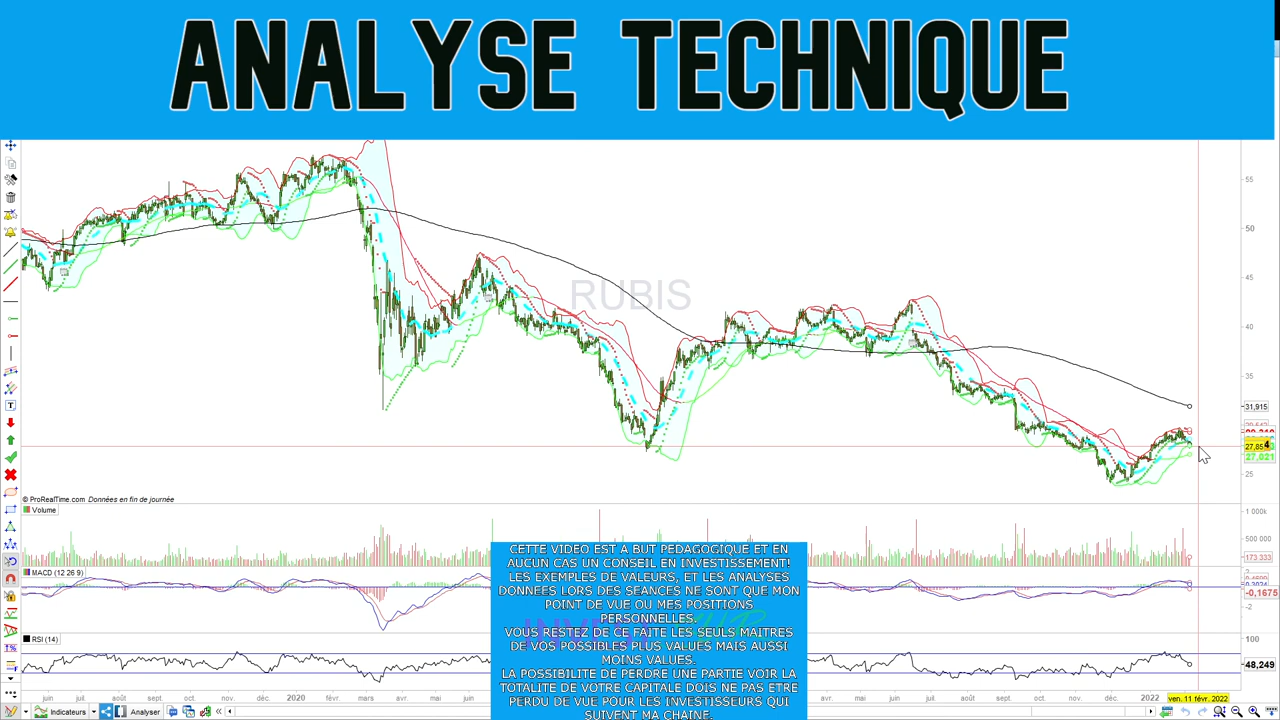 ANALYSE TECHNIQUE
RUBIS
55
50
45
40
35
31,915
27,021
25
© ProRealTime.com Données en fin de journée
Volume
1 000k
500 000
173.333
MACD (12 26 9)
-0,1675
-2
RSI (14)
100
48,249
CETTE VIDEO EST A BUT PEDAGOGIQUE ET EN
AUCUN CAS UN CONSEIL EN INVESTISSEMENT!
LES EXEMPLES DE VALEURS, ET LES ANALYSES
DONNEES LORS DES SEANCES NE SONT QUE MON
POINT DE VUE OU MES POSITIONS
PERSONNELLES.
VOUS RESTEZ DE CE FAITE LES SEULS MAITRES
DE VOS POSSIBLES PLUS VALUES MAIS AUSSI
MOINS VALUES.
LA POSSIBILITE DE PERDRE UNE PARTIE VOIR LA
TOTALITE DE VOTRE CAPITALE DOIS NE PAS ETRE
PERDU DE VUE POUR LES INVESTISSEURS QUI
SUIVENT MA CHAINE.
juin juil. août sept. oct. nov. déc. 2020 févr. mars avr. mai juin avr. mai juin juil. août sept. oct. nov. déc. 2022 ven. 11 févr. 2022
Indicateurs Analyser